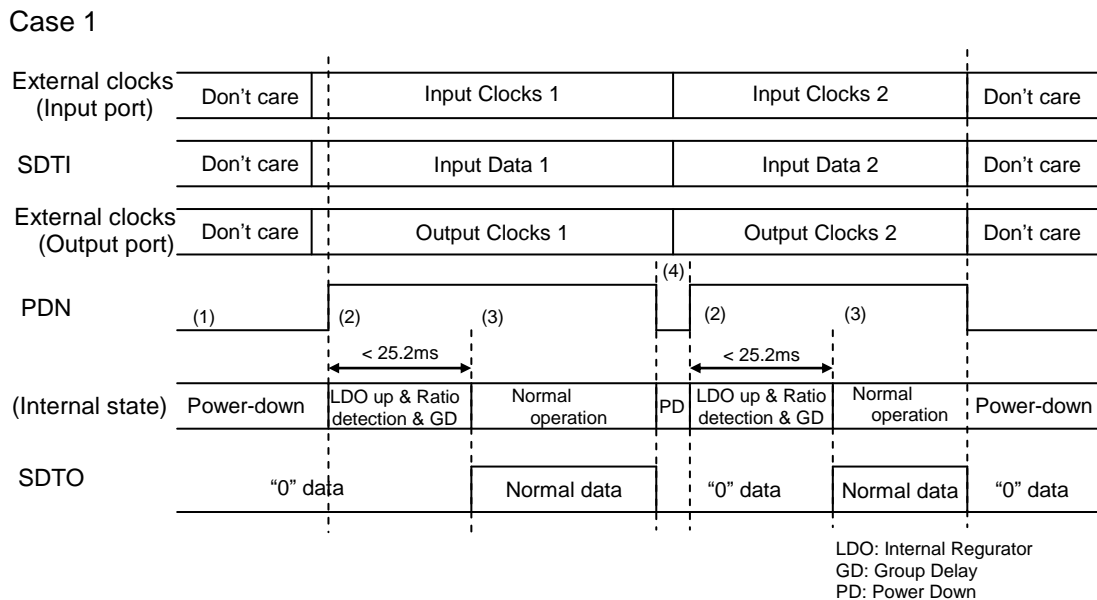 Case 1
External clocks
(Input port)
Don't care
Input Clocks 1
Input Clocks 2
Don't care
SDTI
Don't care
Input Data 1
Input Data 2
Don't care
External clocks
(Output port)
Don't care
Output Clocks 1
Output Clocks 2
Don't care
(4)
PDN
(1)
(2)
(3)
(2)
(3)
< 25.2ms
< 25.2ms
(Internal state)
Power-down
LDO up & Ratio
detection & GD
Normal
operation
PD
LDO up & Ratio
detection & GD
Normal
operation
Power-down
SDTO
“0” data
Normal data
“0” data
Normal data
“0” data
LDO: Internal Regurator
GD: Group Delay
PD: Power Down